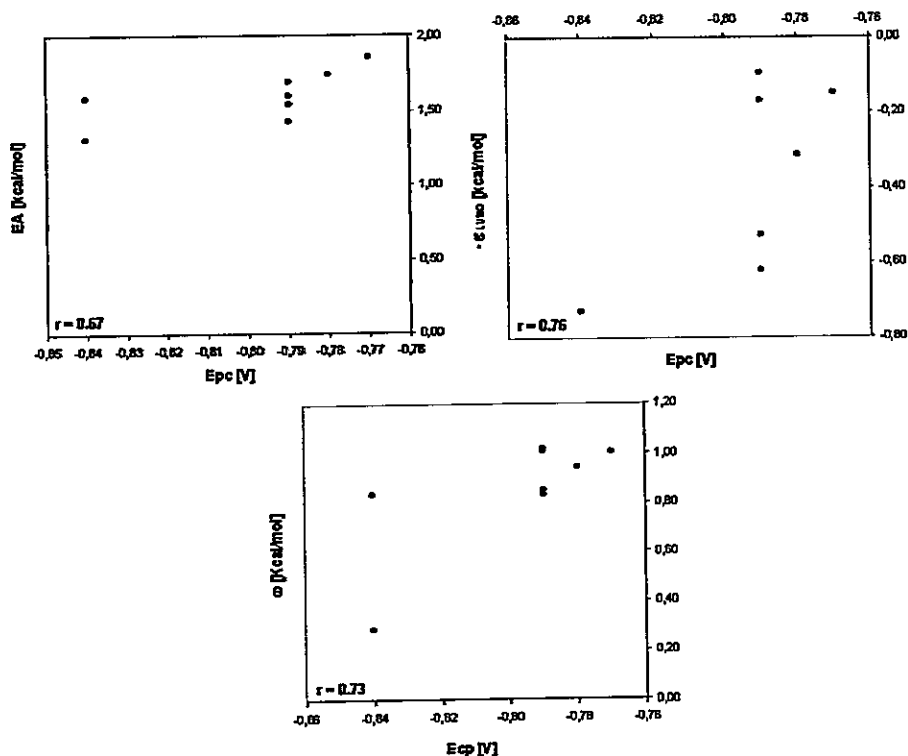 EA [kcal/mol]
2,00
1,50
1,00
0,50
0,00
r = 0.67
-0,85 -0,84 -0,83 -0,82 -0,81 -0,80 -0,79 -0,78 -0,77 -0,76
Epc [V]
-0,86 -0,84 -0,82 -0,80 -0,78 -0,76
- εLUMO [kcal/mol]
0,00
-0,20
-0,40
-0,60
-0,80
r = 0.76
Epc [V]
ω [Kcal/mol]
1,20
1,00
0,80
0,60
0,40
0,20
0,00
r = 0.73
-0,86 -0,84 -0,82 -0,80 -0,78 -0,76
Ecp [V]